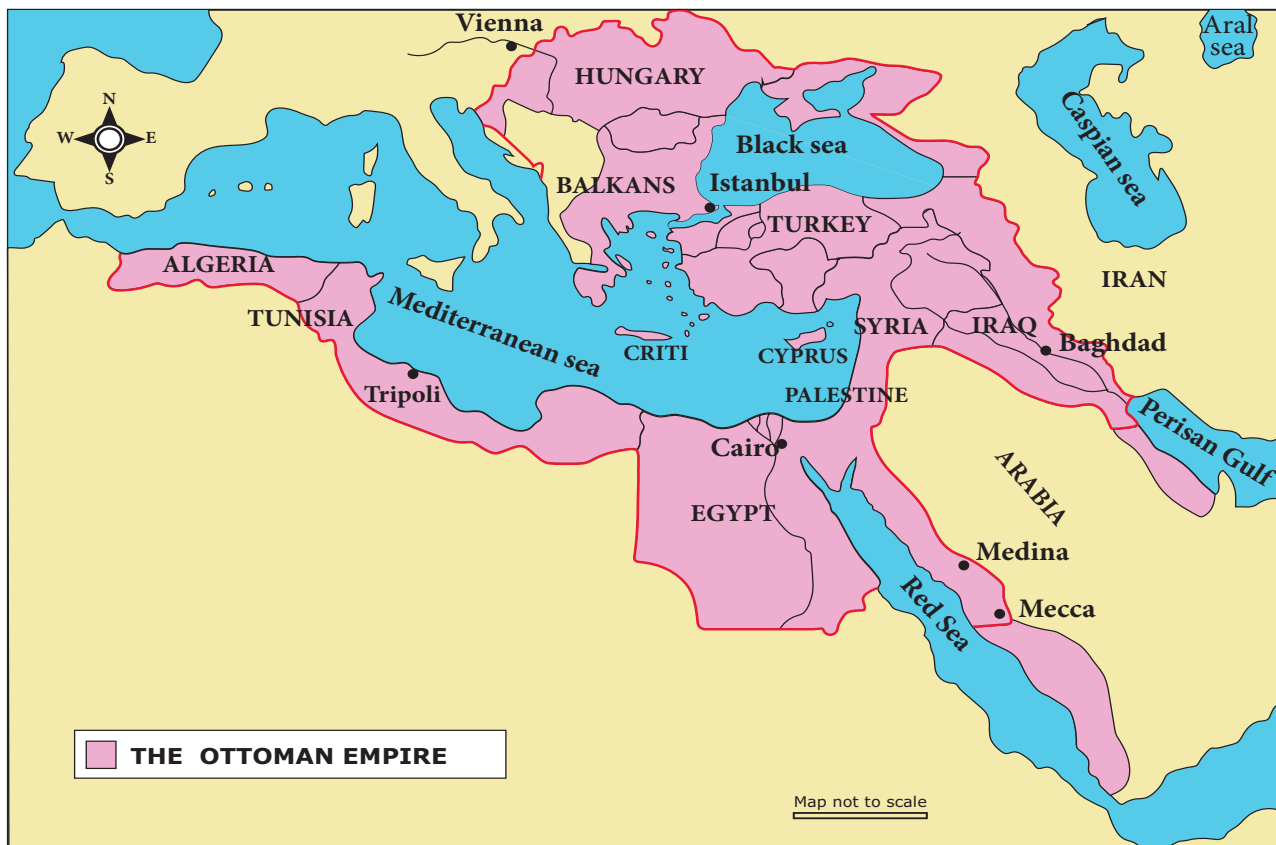 Vienna
Aral
sea
HUNGARY
N
W
E
S
Caspian sea
Black sea
BALKANS
Istanbul
TURKEY
ALGERIA
IRAN
TUNISIA
Mediterranean sea
SYRIA
IRAQ
Baghdad
CRITI
CYPRUS
Tripoli
PALESTINE
Perisan Gulf
Cairo
ARABIA
EGYPT
Medina
Red Sea
Mecca
THE OTTOMAN EMPIRE
Map not to scale